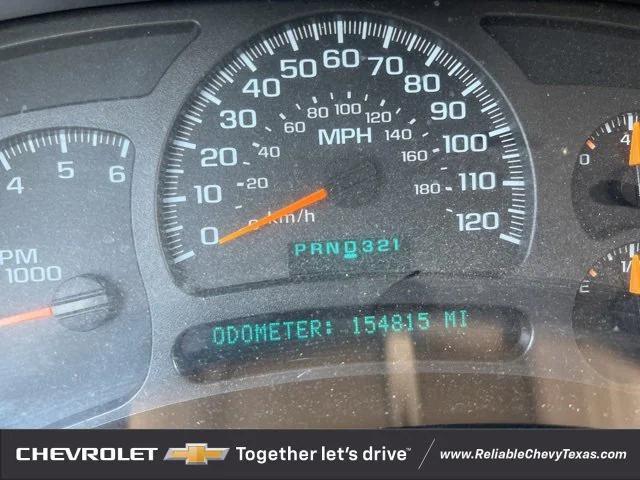 60
50 70
40 80
80 100 120
30 60 140 90
MPH
20 40 160 100
10 20 180 110
0 km/h 120
4 5 6
PM
1000
PRND321
ODOMETER: 154815 MI
CHEVROLET Together let's drive™ www.ReliableChevyTexas.com